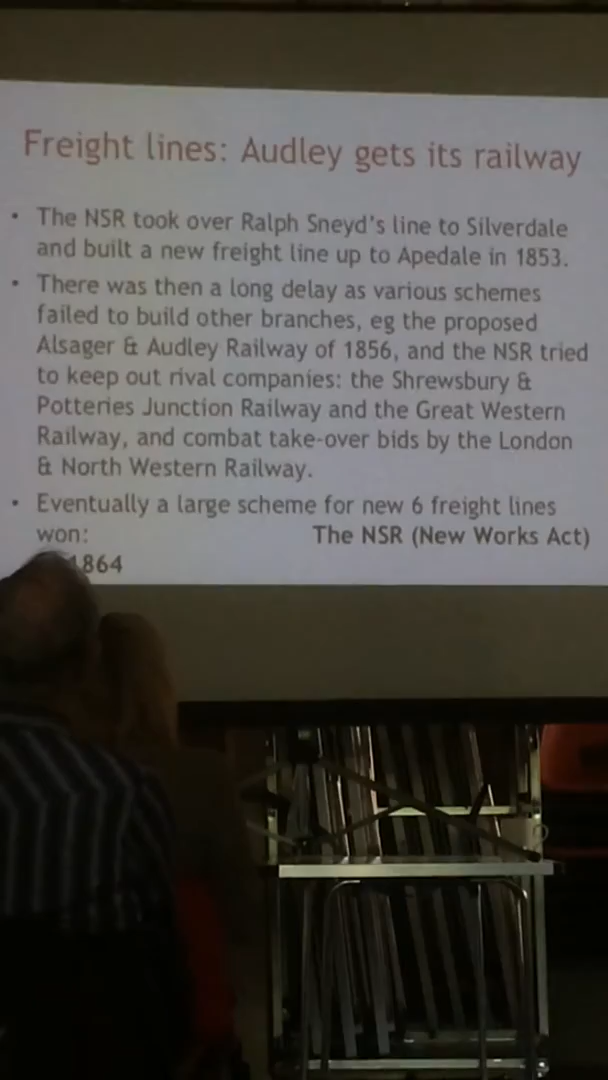 Freight lines: Audley gets its railway
• The NSR took over Ralph Sneyd's line to Silverdale
and built a new freight line up to Apedale in 1853.
• There was then a long delay as various schemes
failed to build other branches, eg the proposed
Alsager & Audley Railway of 1856, and the NSR tried
to keep out rival companies: the Shrewsbury &
Potteries Junction Railway and the Great Western
Railway, and combat take-over bids by the London
& North Western Railway.
• Eventually a large scheme for new 6 freight lines
won: The NSR (New Works Act)
1864